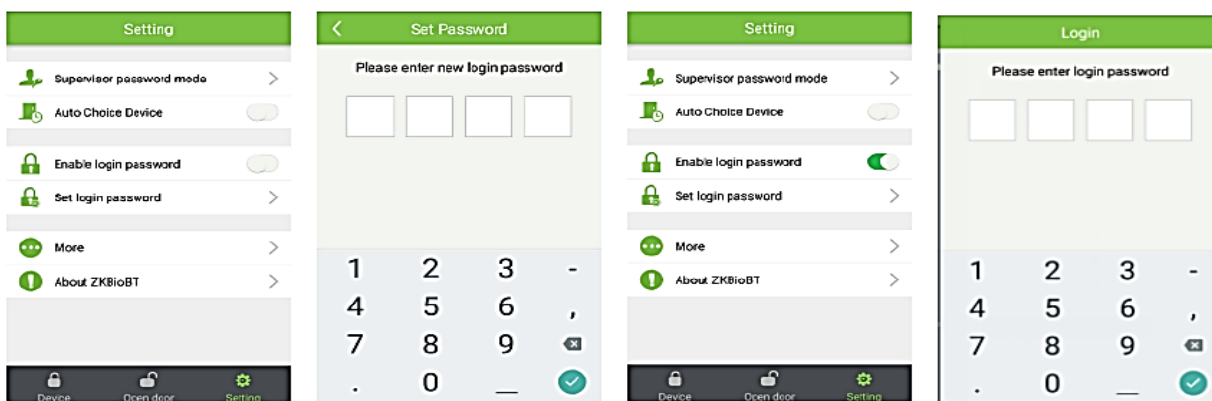 Setting
Supervisor password mode
Auto Choice Device
Enable login password
Set login password
More
About ZKBioBT
Device
Open door
Setting
Set Password
Please enter new login password
1 2 3 -
4 5 6 ,
7 8 9
. 0 _
Setting
Supervisor password mode
Auto Choice Device
Enable login password
Set login password
More
About ZKBioBT
Device
Open door
Setting
Login
Please enter login password
1 2 3 -
4 5 6 ,
7 8 9
. 0 _